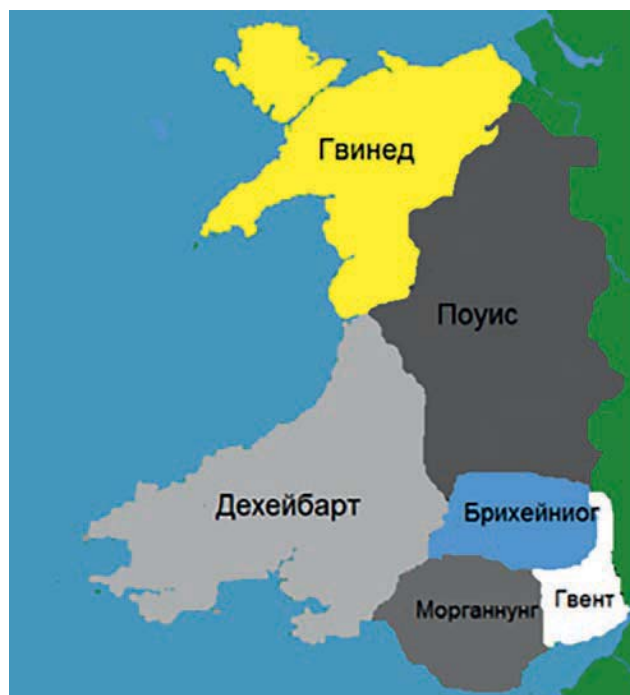 Гвинед
Поуис
Дехейбарт
Брихейниог
Морганнунг
Гвент